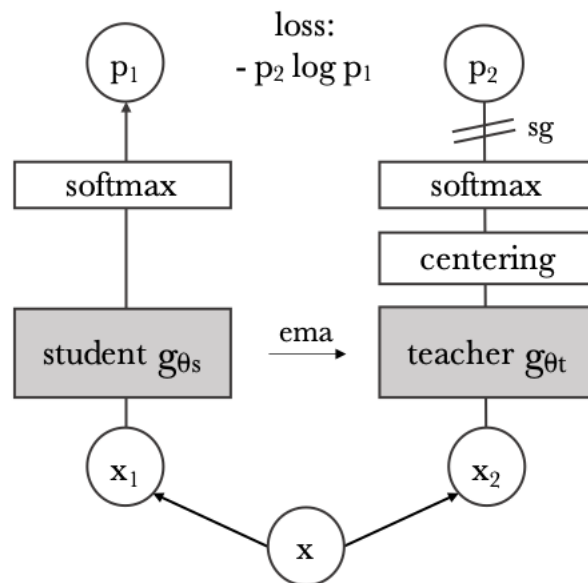 loss:
- p₂ log p₁
p₁
p₂
sg
softmax
softmax
centering
student gθs
ema
teacher gθt
x₁
x₂
x